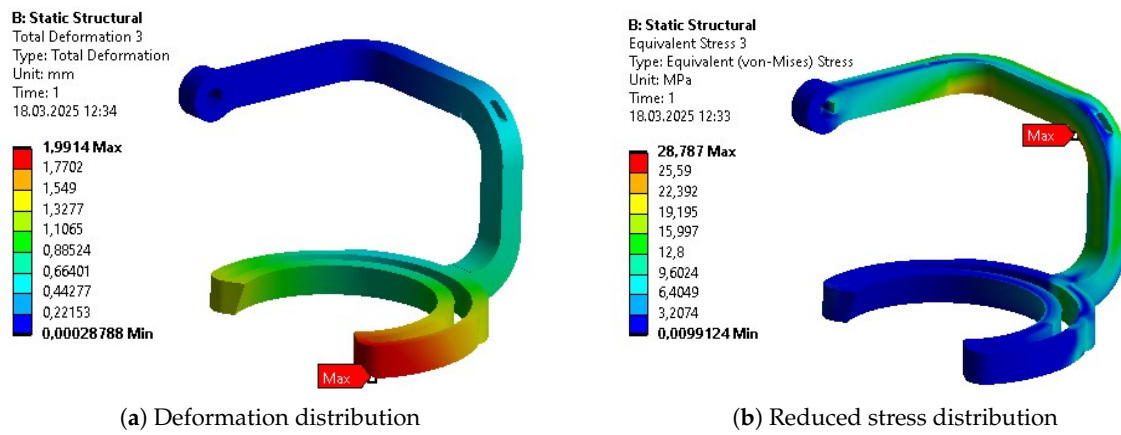 B: Static Structural
Total Deformation 3
Type: Total Deformation
Unit: mm
Time: 1
18.03.2025 12:34
1,9914 Max
1,7702
1,549
1,3277
1,1065
0,88524
0,66401
0,44277
0,22153
0,00028788 Min
Max
(a) Deformation distribution
B: Static Structural
Equivalent Stress 3
Type: Equivalent (von-Mises) Stress
Unit: MPa
Time: 1
18.03.2025 12:33
Max
28,787 Max
25,59
22,392
19,195
15,997
12,8
9,6024
6,4049
3,2074
0,0099124 Min
(b) Reduced stress distribution